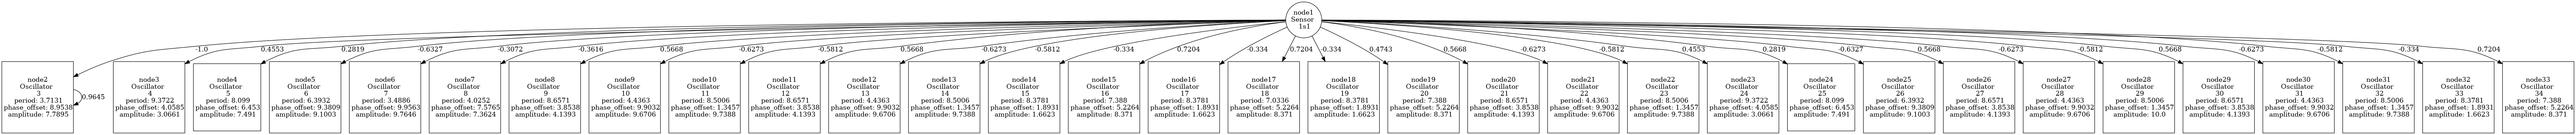 node1
Sensor
1s1
-1.0
0.4553
0.2819
-0.6327
-0.3072
-0.3616
0.5668
-0.6273
-0.5812
0.5668
-0.6273
-0.5812
-0.334
0.7204
-0.334
0.7204
-0.334
0.4743
0.5668
-0.6273
-0.5812
0.4553
0.2819
-0.6327
0.5668
-0.6273
-0.5812
0.5668
-0.6273
-0.5812
-0.334
0.7204
node2
Oscillator
3
period: 3.7131
phase_offset: 8.9538
amplitude: 7.7895
0.9645
node3
Oscillator
4
period: 9.3722
phase_offset: 4.0585
amplitude: 3.0661
node4
Oscillator
5
period: 8.099
phase_offset: 6.453
amplitude: 7.491
node5
Oscillator
6
period: 6.3932
phase_offset: 9.3809
amplitude: 9.1003
node6
Oscillator
7
period: 3.4886
phase_offset: 9.9563
amplitude: 9.7646
node7
Oscillator
8
period: 4.0252
phase_offset: 7.5765
amplitude: 7.3624
node8
Oscillator
9
period: 8.6571
phase_offset: 3.8538
amplitude: 4.1393
node9
Oscillator
10
period: 4.4363
phase_offset: 9.9032
amplitude: 9.6706
node10
Oscillator
11
period: 8.5006
phase_offset: 1.3457
amplitude: 9.7388
node11
Oscillator
12
period: 8.6571
phase_offset: 3.8538
amplitude: 4.1393
node12
Oscillator
13
period: 4.4363
phase_offset: 9.9032
amplitude: 9.6706
node13
Oscillator
14
period: 8.5006
phase_offset: 1.3457
amplitude: 9.7388
node14
Oscillator
15
period: 8.3781
phase_offset: 1.8931
amplitude: 1.6623
node15
Oscillator
16
period: 7.388
phase_offset: 5.2264
amplitude: 8.371
node16
Oscillator
17
period: 8.3781
phase_offset: 1.8931
amplitude: 1.6623
node17
Oscillator
18
period: 7.0336
phase_offset: 5.2264
amplitude: 8.371
node18
Oscillator
19
period: 8.3781
phase_offset: 1.8931
amplitude: 1.6623
node19
Oscillator
20
period: 7.388
phase_offset: 5.2264
amplitude: 8.371
node20
Oscillator
21
period: 8.6571
phase_offset: 3.8538
amplitude: 4.1393
node21
Oscillator
22
period: 4.4363
phase_offset: 9.9032
amplitude: 9.6706
node22
Oscillator
23
period: 8.5006
phase_offset: 1.3457
amplitude: 9.7388
node23
Oscillator
24
period: 9.3722
phase_offset: 4.0585
amplitude: 3.0661
node24
Oscillator
25
period: 8.099
phase_offset: 6.453
amplitude: 7.491
node25
Oscillator
26
period: 6.3932
phase_offset: 9.3809
amplitude: 9.1003
node26
Oscillator
27
period: 8.6571
phase_offset: 3.8538
amplitude: 4.1393
node27
Oscillator
28
period: 4.4363
phase_offset: 9.9032
amplitude: 9.6706
node28
Oscillator
29
period: 8.5006
phase_offset: 1.3457
amplitude: 10.0
node29
Oscillator
30
period: 8.6571
phase_offset: 3.8538
amplitude: 4.1393
node30
Oscillator
31
period: 4.4363
phase_offset: 9.9032
amplitude: 9.6706
node31
Oscillator
32
period: 8.5006
phase_offset: 1.3457
amplitude: 9.7388
node32
Oscillator
33
period: 8.3781
phase_offset: 1.8931
amplitude: 1.6623
node33
Oscillator
34
period: 7.388
phase_offset: 5.2264
amplitude: 8.371